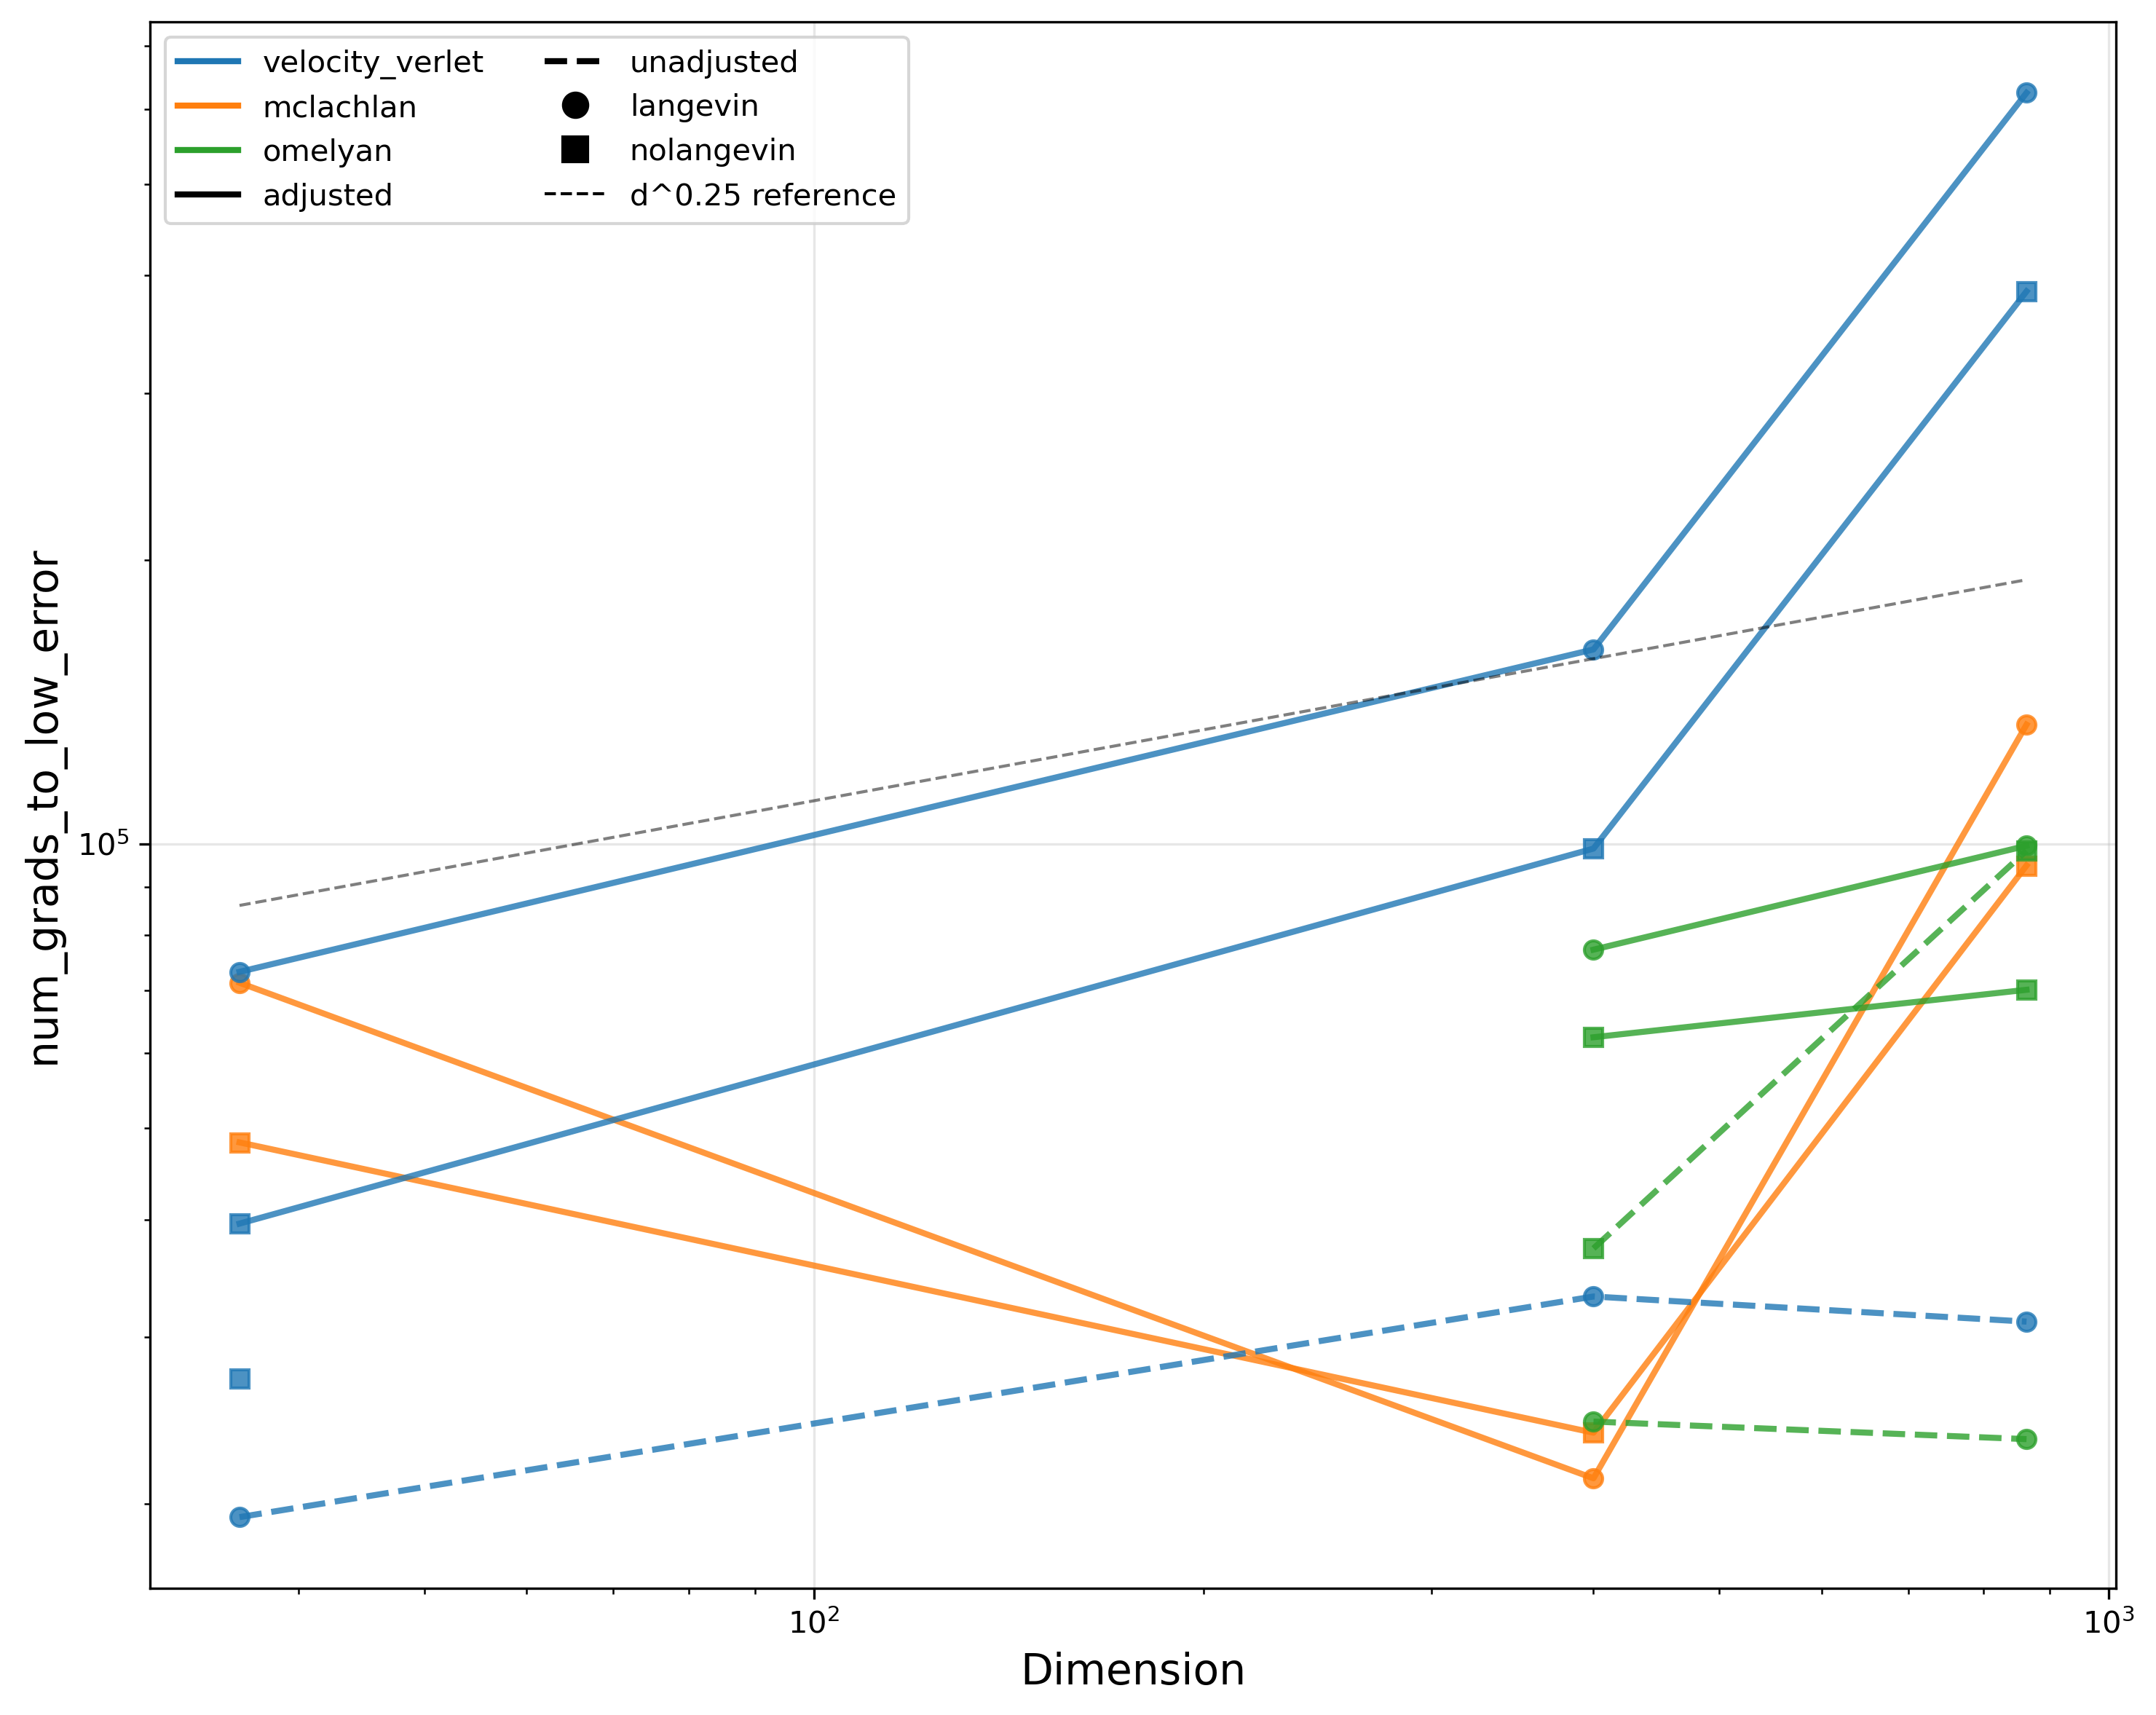 velocity_verlet
mclachlan
omelyan
adjusted
unadjusted
langevin
nolangevin
d^0.25 reference
num_grads_to_low_error
10⁵
10²
10³
Dimension